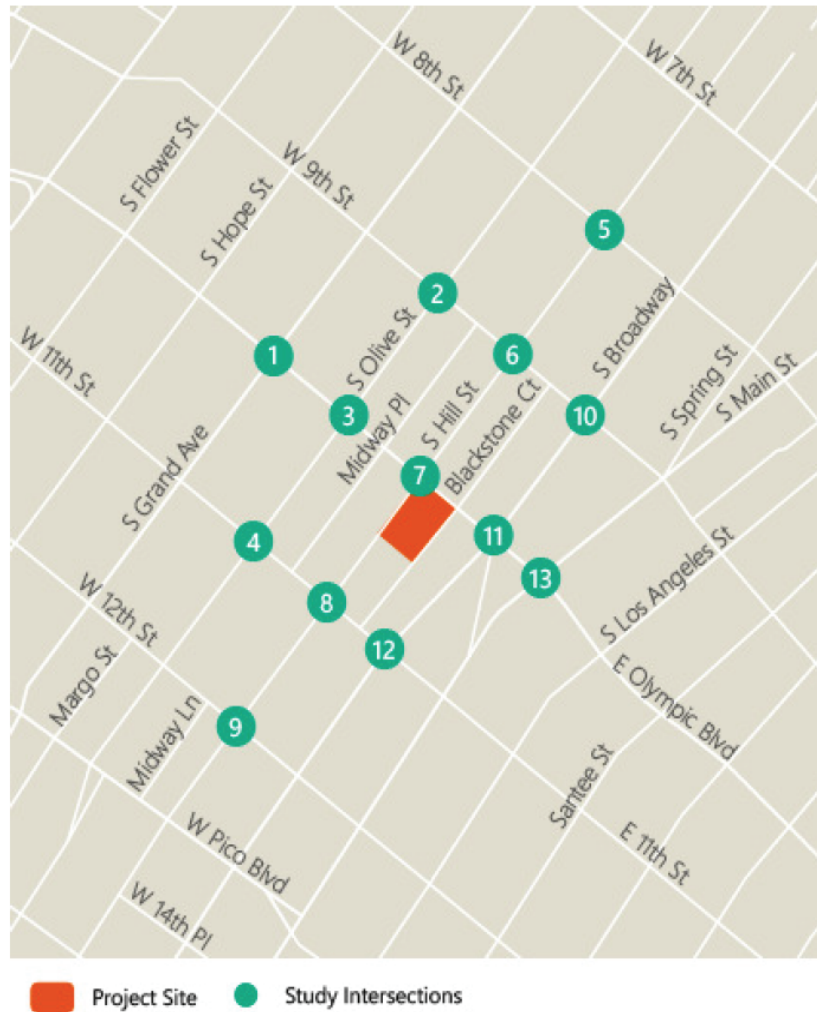 W 8th St
W 7th St
S Flower St
W 9th St
S Hope St
5
2
S Broadway
1
S Olive St
6
W 11th St
S Spring St
S Main St
3
Midway Pl
S Hill St
Blackstone Ct
10
S Grand Ave
7
4
11
13
S Los Angeles St
W 12th St
8
12
Margo St
E Olympic Blvd
Midway Ln
9
Santee St
W Pico Blvd
E 11th St
W 14th Pl
Project Site
Study Intersections